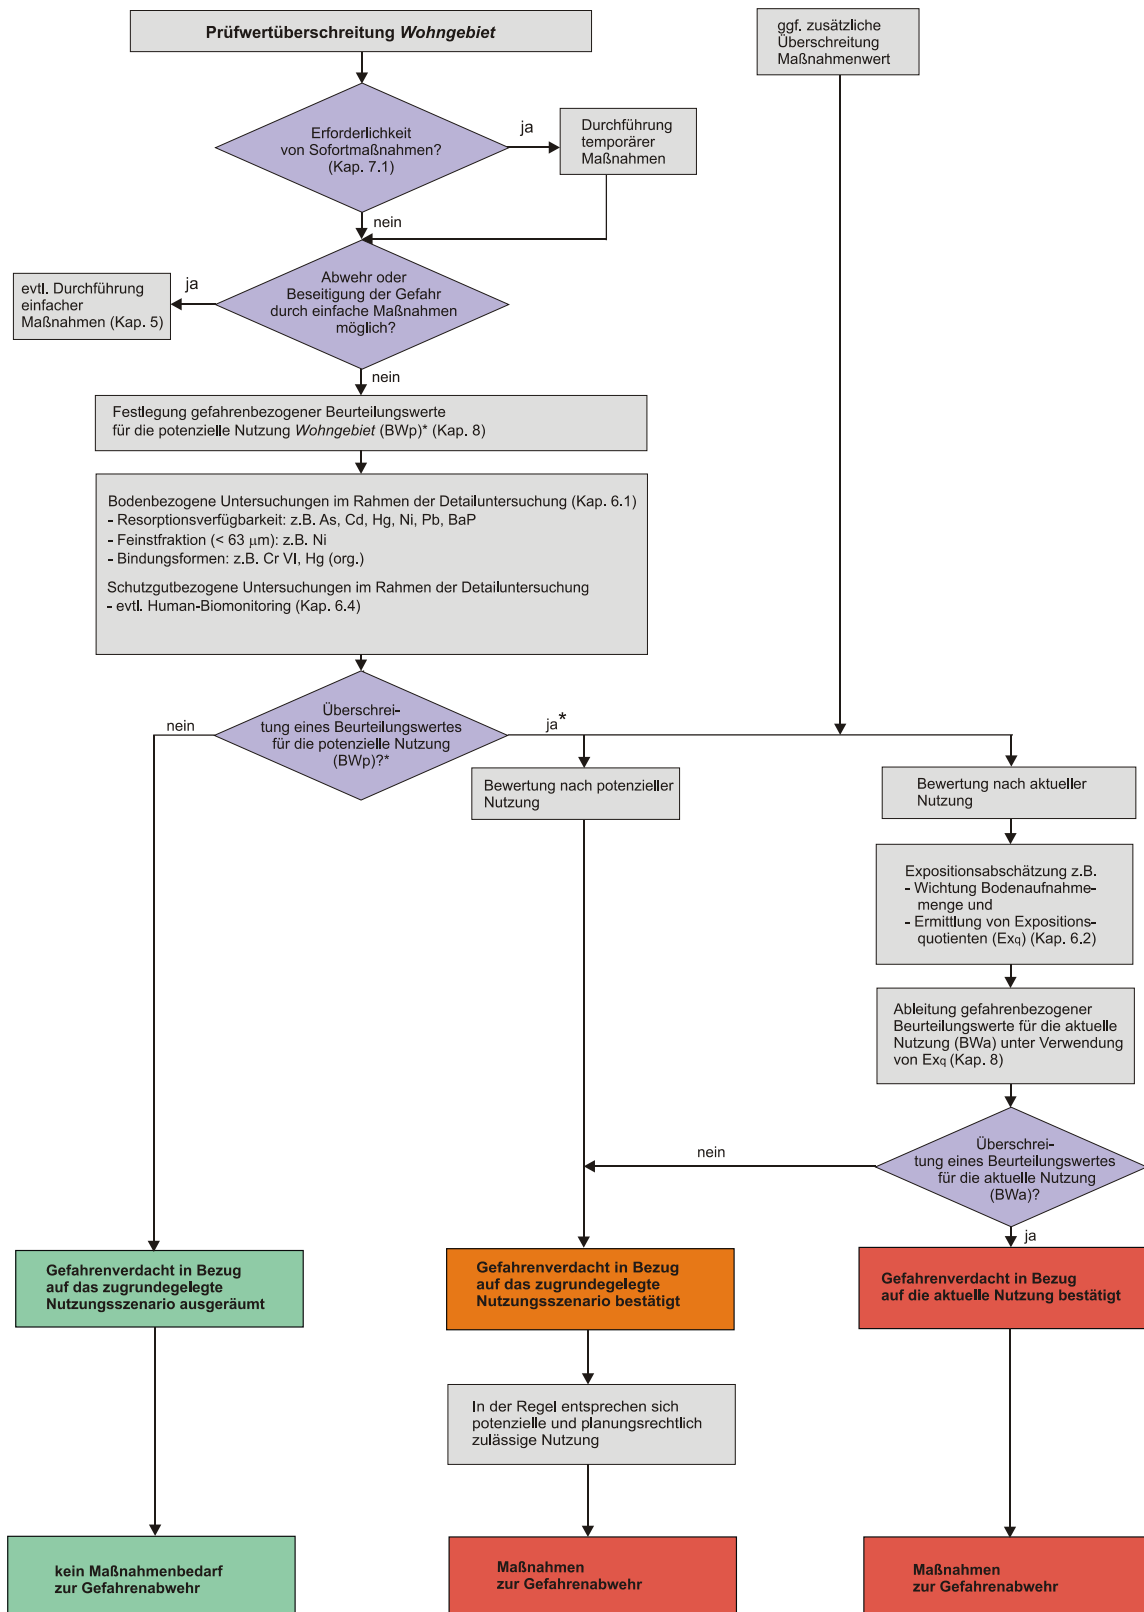 Prüfwertüberschreitung Wohngebiet
ggf. zusätzliche
Überschreitung
Maßnahmenwert
Erforderlichkeit
von Sofortmaßnahmen?
(Kap. 7.1)
ja
Durchführung
temporärer
Maßnahmen
nein
Abwehr oder
Beseitigung der Gefahr
durch einfache Maßnahmen
möglich?
ja
evtl. Durchführung
einfacher
Maßnahmen (Kap. 5)
nein
Festlegung gefahrenbezogener Beurteilungswerte
für die potenzielle Nutzung Wohngebiet (BWp)* (Kap. 8)
Bodenbezogene Untersuchungen im Rahmen der Detailuntersuchung (Kap. 6.1)
- Resorptionsverfügbarkeit: z.B. As, Cd, Hg, Ni, Pb, BaP
- Feinstfraktion (< 63 µm): z.B. Ni
- Bindungsformen: z.B. Cr VI, Hg (org.)
Schutzgutbezogene Untersuchungen im Rahmen der Detailuntersuchung
- evtl. Human-Biomonitoring (Kap. 6.4)
Überschrei-
tung eines Beurteilungswertes
für die potenzielle Nutzung
(BWp)?*
nein
ja*
Bewertung nach potenzieller
Nutzung
Bewertung nach aktueller
Nutzung
Expositionsabschätzung z.B.
- Wichtung Bodenaufnahme-
menge und
- Ermittlung von Expositions-
quotienten (Exq) (Kap. 6.2)
Ableitung gefahrenbezogener
Beurteilungswerte für die aktuelle
Nutzung (BWa) unter Verwendung
von Exq (Kap. 8)
Überschrei-
tung eines Beurteilungswertes
für die aktuelle Nutzung
(BWa)?
nein
ja
Gefahrenverdacht in Bezug
auf das zugrundegelegte
Nutzungsszenario ausgeräumt
Gefahrenverdacht in Bezug
auf das zugrundegelegte
Nutzungsszenario bestätigt
Gefahrenverdacht in Bezug
auf die aktuelle Nutzung bestätigt
In der Regel entsprechen sich
potenzielle und planungsrechtlich
zulässige Nutzung
kein Maßnahmenbedarf
zur Gefahrenabwehr
Maßnahmen
zur Gefahrenabwehr
Maßnahmen
zur Gefahrenabwehr